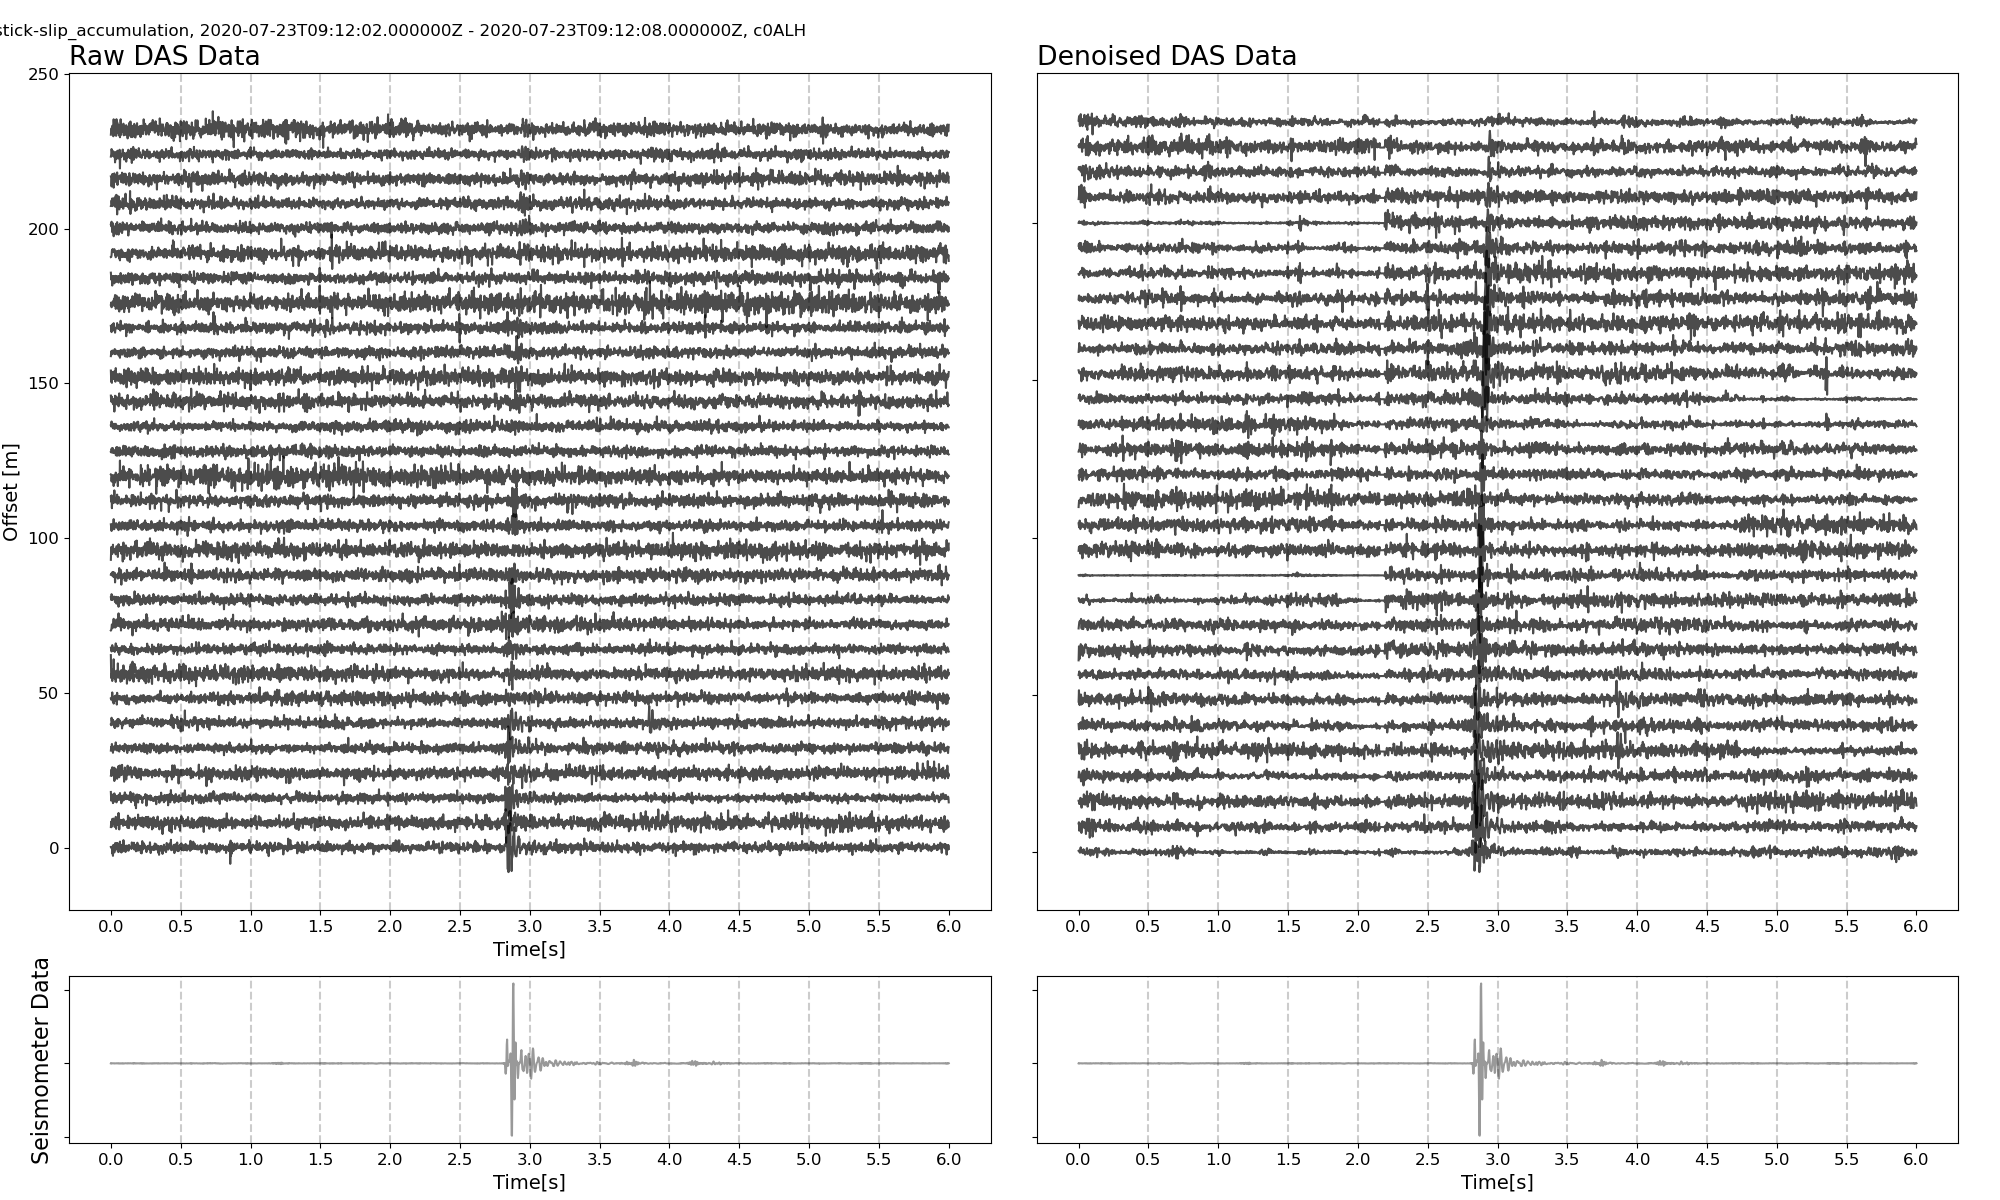 stick-slip_accumulation, 2020-07-23T09:12:02.000000Z - 2020-07-23T09:12:08.000000Z, c0ALH
Raw DAS Data
Denoised DAS Data
250
200
150
100
50
0
Offset [m]
0.0 0.5 1.0 1.5 2.0 2.5 3.0 3.5 4.0 4.5 5.0 5.5 6.0
Time[s]
0.0 0.5 1.0 1.5 2.0 2.5 3.0 3.5 4.0 4.5 5.0 5.5 6.0
Seismometer Data
0.0 0.5 1.0 1.5 2.0 2.5 3.0 3.5 4.0 4.5 5.0 5.5 6.0
Time[s]
0.0 0.5 1.0 1.5 2.0 2.5 3.0 3.5 4.0 4.5 5.0 5.5 6.0
Time[s]